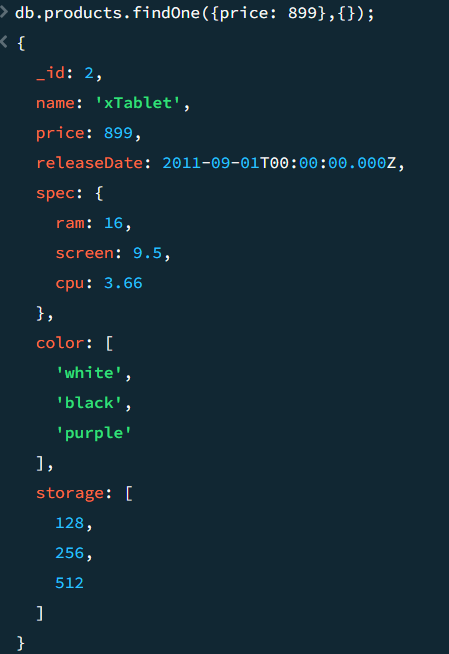 > db.products.findOne({price: 899},{});
< {
_id: 2,
name: 'xTablet',
price: 899,
releaseDate: 2011-09-01T00:00:00.000Z,
spec: {
ram: 16,
screen: 9.5,
cpu: 3.66
},
color: [
'white',
'black',
'purple'
],
storage: [
128,
256,
512
]
}